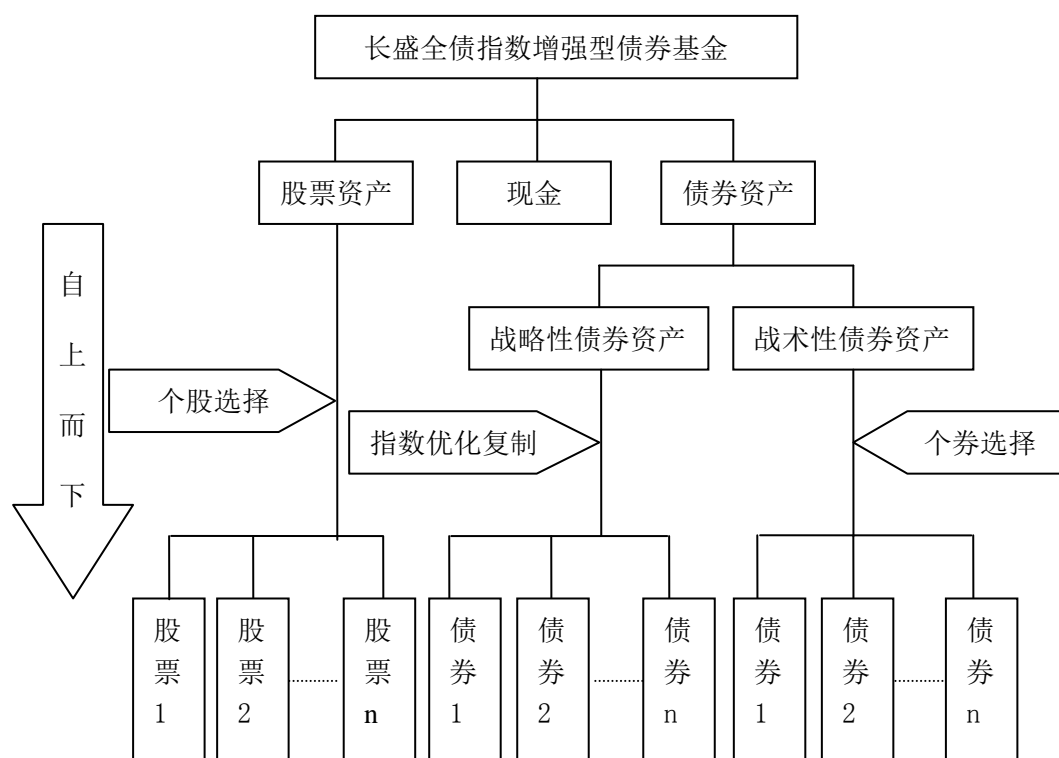 长盛全债指数增强型债券基金
股票资产
现金
债券资产
自
上
而
下
战略性债券资产
战术性债券资产
个股选择
指数优化复制
个券选择
股
票
1
股
票
2
............
股
票
n
债
券
1
债
券
2
............
债
券
n
债
券
1
债
券
2
............
债
券
n